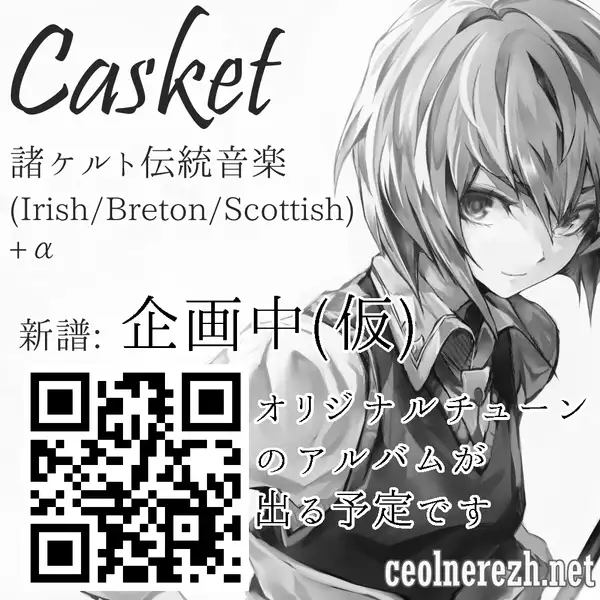 Casket
諸ケルト伝統音楽
(Irish/Breton/Scottish)
+α
新譜: 企画中(仮)
オリジナルチューン
のアルバムが
出る予定です
ceolnerezh.net